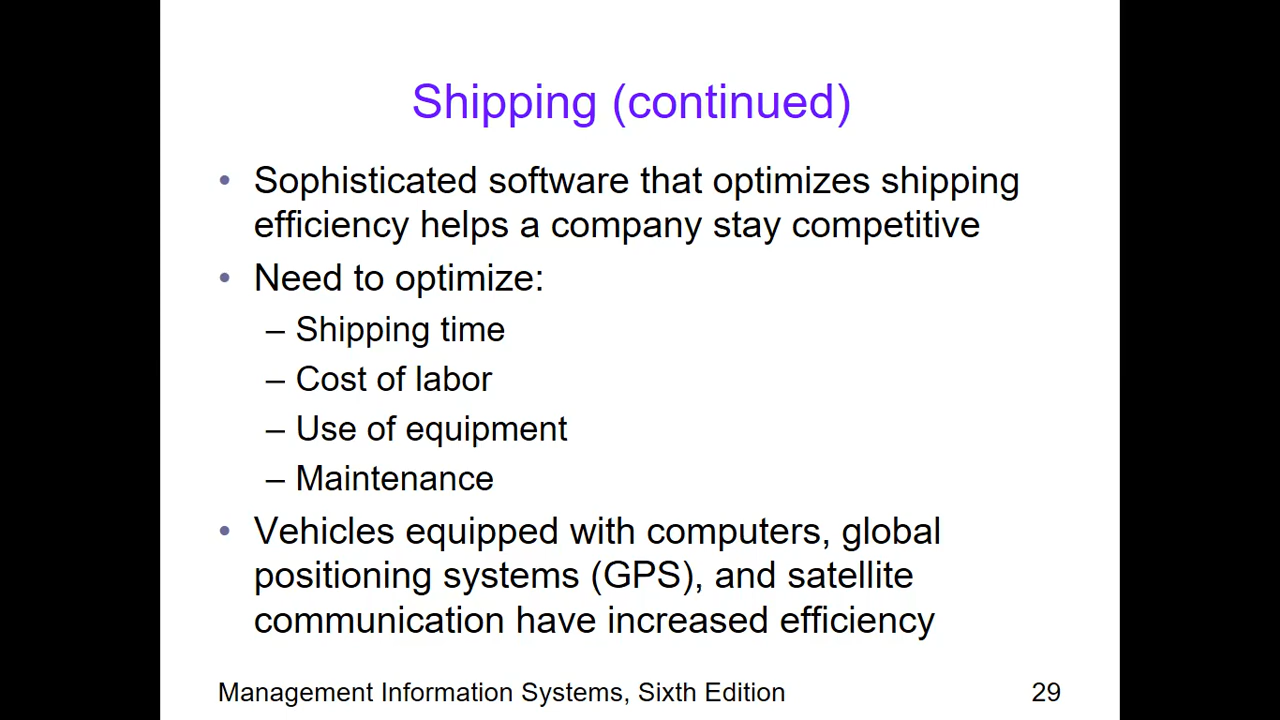 Shipping (continued)
• Sophisticated software that optimizes shipping
efficiency helps a company stay competitive
• Need to optimize:
– Shipping time
– Cost of labor
– Use of equipment
– Maintenance
• Vehicles equipped with computers, global
positioning systems (GPS), and satellite
communication have increased efficiency
Management Information Systems, Sixth Edition 29